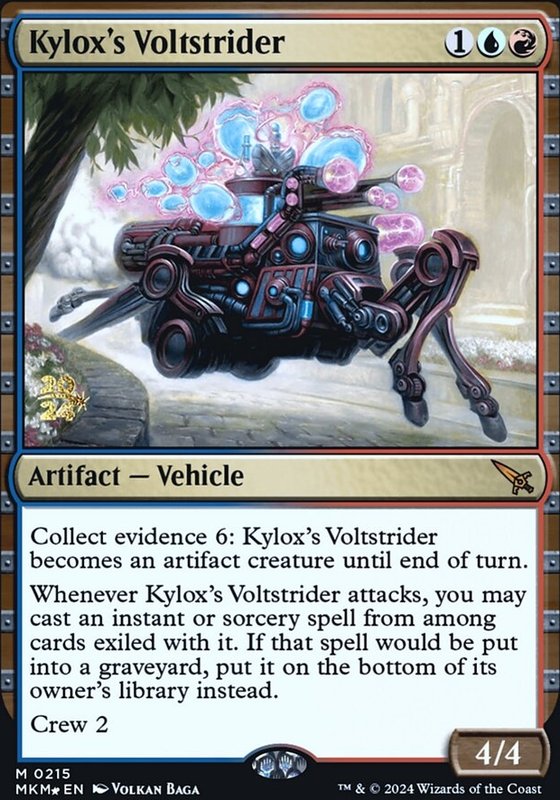 Kylox's Voltstrider 1
2024
Artifact — Vehicle
Collect evidence 6: Kylox's Voltstrider
becomes an artifact creature until end of turn.
Whenever Kylox's Voltstrider attacks, you may
cast an instant or sorcery spell from among
cards exiled with it. If that spell would be put
into a graveyard, put it on the bottom of its
owner's library instead.
Crew 2
4/4
M 0215
MKM★EN Volkan Baga
™ & © 2024 Wizards of the Coast